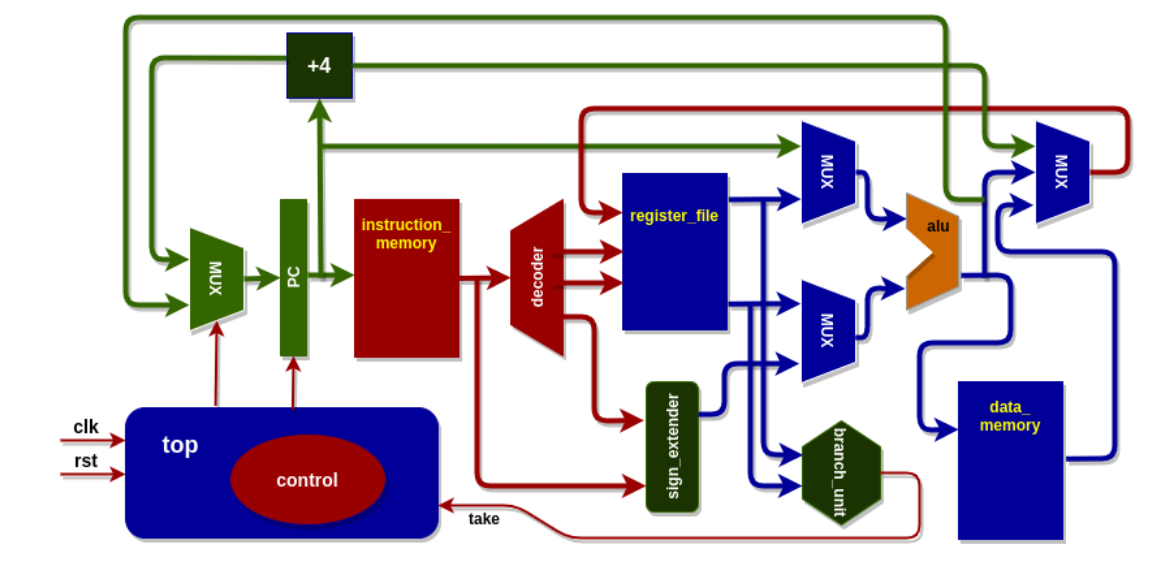 +4
MUX
MUX
instruction_
memory
register_file
alu
decoder
MUX
PC
MUX
data_
memory
sign_extender
branch_unit
clk
rst
top
control
take